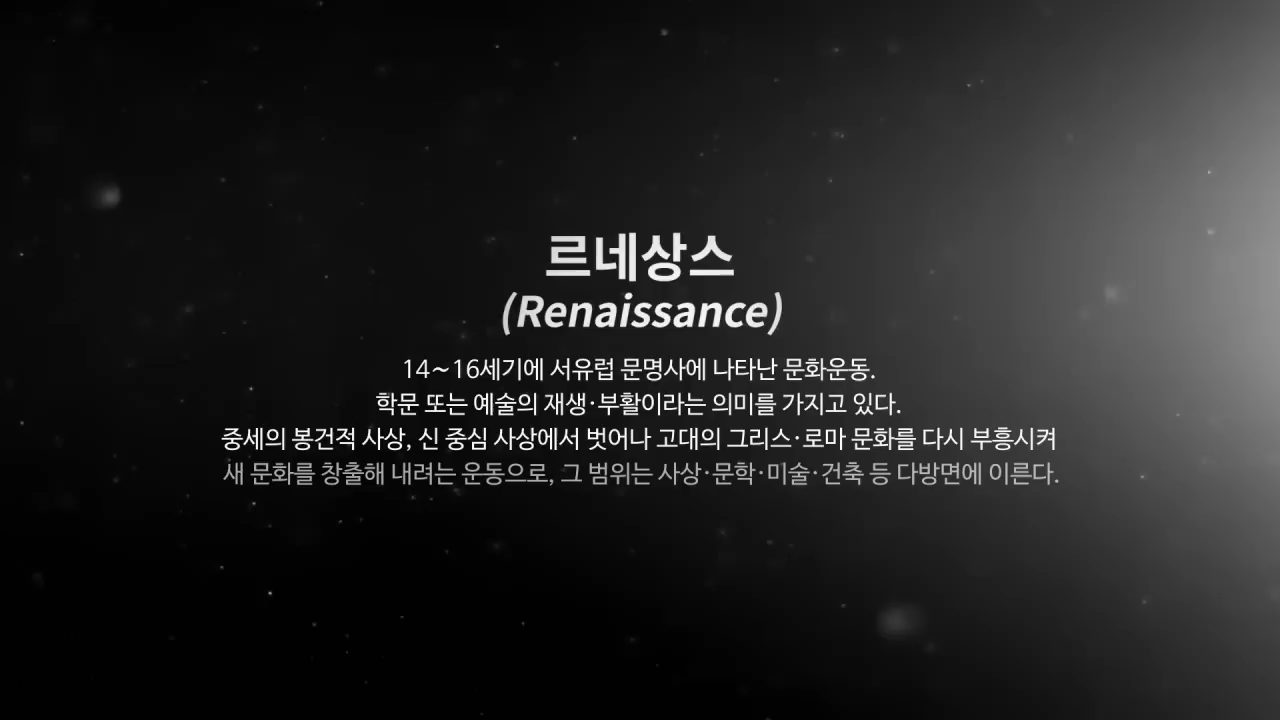 르네상스
(Renaissance)
14~16세기에 서유럽 문명사에 나타난 문화운동.
학문 또는 예술의 재생·부활이라는 의미를 가지고 있다.
중세의 봉건적 사상, 신 중심 사상에서 벗어나 고대의 그리스·로마 문화를 다시 부흥시켜
새 문화를 창출해 내려는 운동으로, 그 범위는 사상·문학·미술·건축 등 다방면에 이른다.